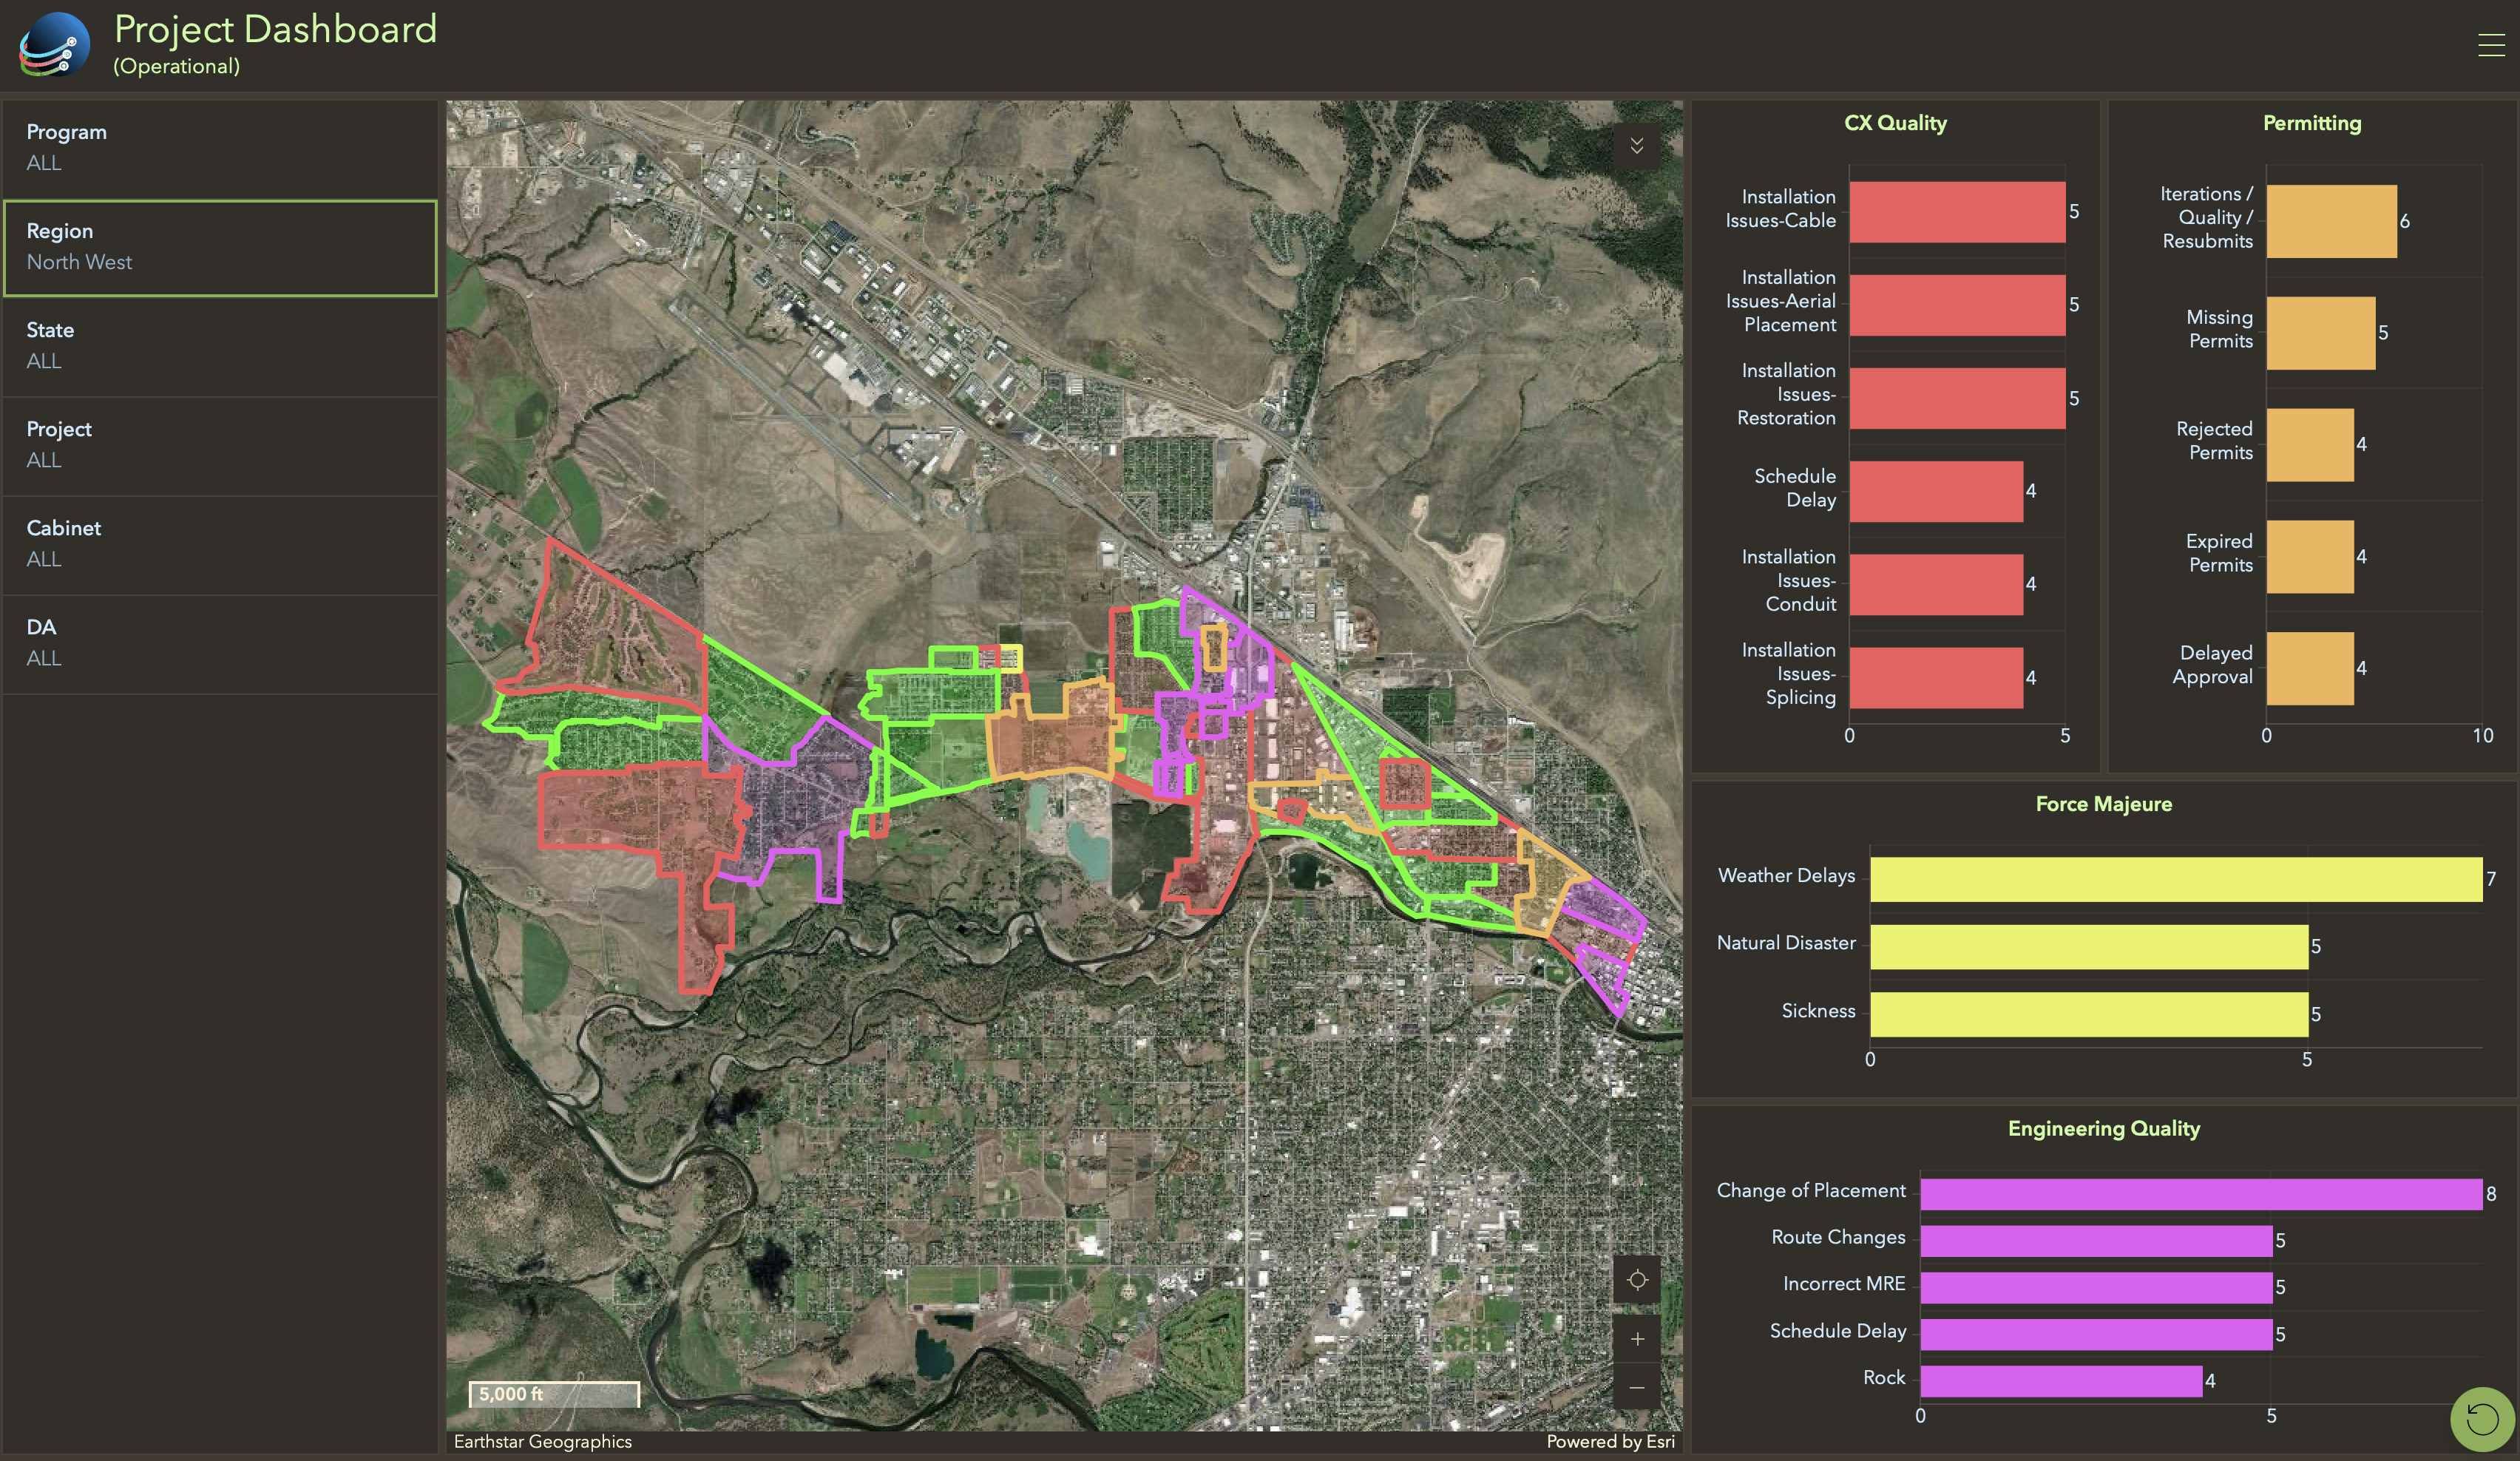 Project Dashboard
(Operational)
Program
ALL
Region
North West
State
ALL
Project
ALL
Cabinet
ALL
DA
ALL
5,000 ft
Earthstar Geographics
Powered by Esri
CX Quality
Installation
Issues-Cable
5
Installation
Issues-Aerial
Placement
5
Installation
Issues-
Restoration
5
Schedule
Delay
4
Installation
Issues-
Conduit
4
Installation
Issues-
Splicing
4
0 5
Permitting
Iterations /
Quality /
Resubmits
6
Missing
Permits
5
Rejected
Permits
4
Expired
Permits
4
Delayed
Approval
4
0 10
Force Majeure
Weather Delays 7
Natural Disaster 5
Sickness 5
0 5
Engineering Quality
Change of Placement 8
Route Changes 5
Incorrect MRE 5
Schedule Delay 5
Rock 4
0 5